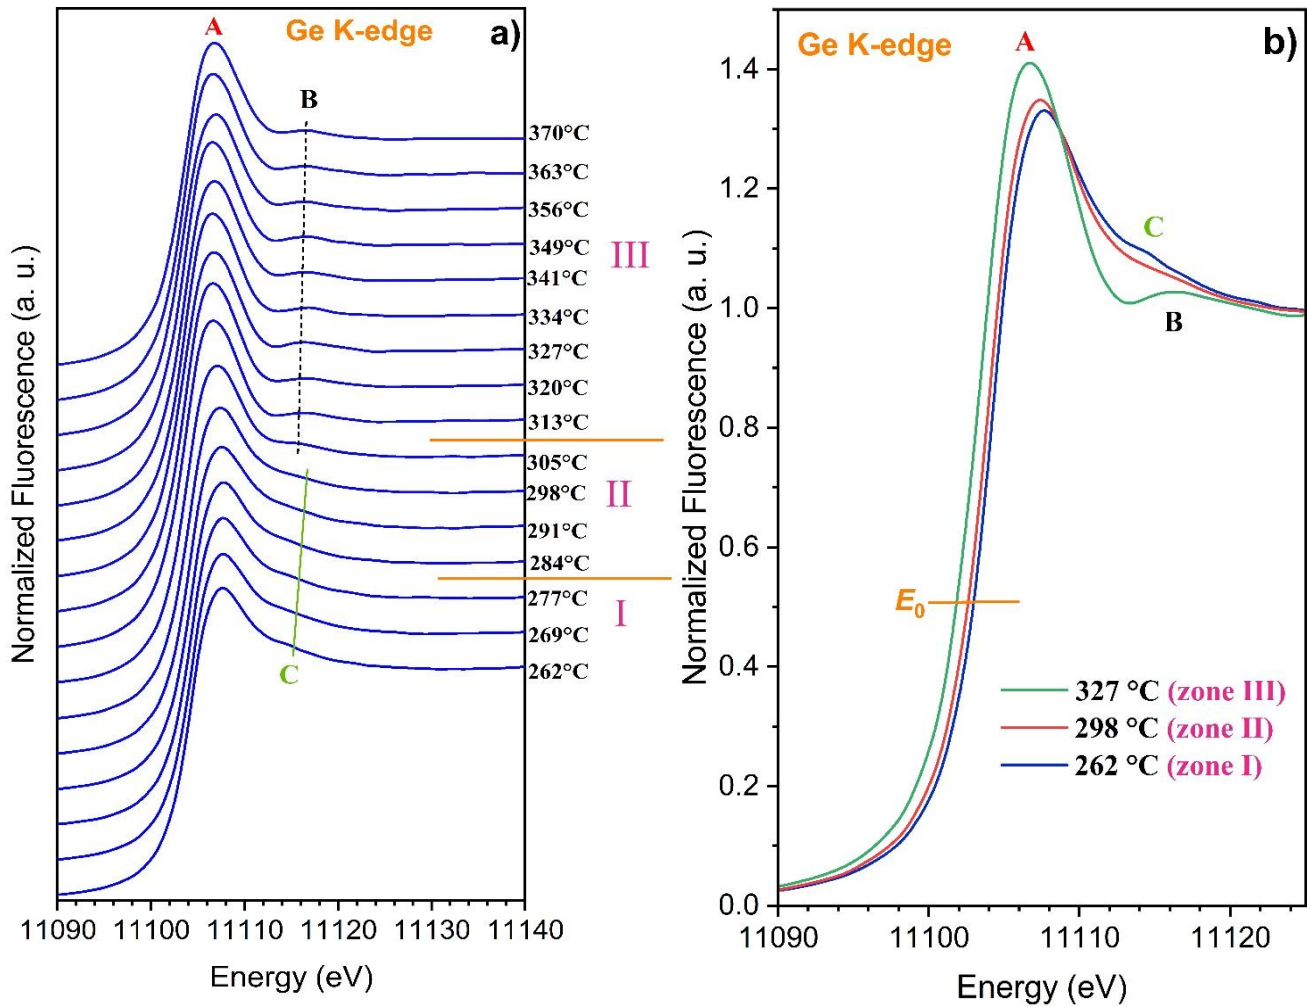 A
Ge K-edge
a)
B
370°C
363°C
356°C
349°C
III
341°C
334°C
327°C
320°C
313°C
305°C
298°C
II
291°C
284°C
277°C
I
269°C
262°C
C
Normalized Fluorescence (a. u.)
11090 11100 11110 11120 11130 11140
Energy (eV)
Ge K-edge
A
b)
1.4
1.2
C
1.0
B
0.8
0.6
E0
0.4
327 °C (zone III)
298 °C (zone II)
262 °C (zone I)
0.2
0.0
Normalized Fluorescence (a. u.)
11090 11100 11110 11120
Energy (eV)